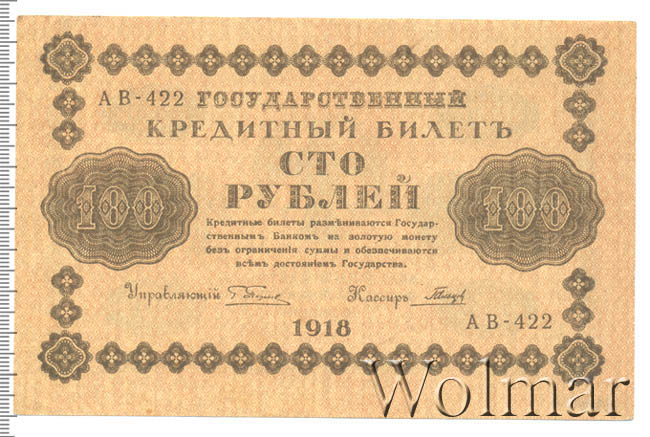 АВ-422 ГОСУДАРСТВЕННЫЙ
КРЕДИТНЫЙ БИЛЕТЪ
СТО
РУБЛЕЙ
100 100
Кредитные билеты размѣниваются Государ-
ственнымъ Банкомъ на золотую монету
безъ ограниченія суммы и обезпечиваются
всѣмъ достояніемъ Государства.
Управляющій Кассиръ
1918
АВ-422
Wolmar